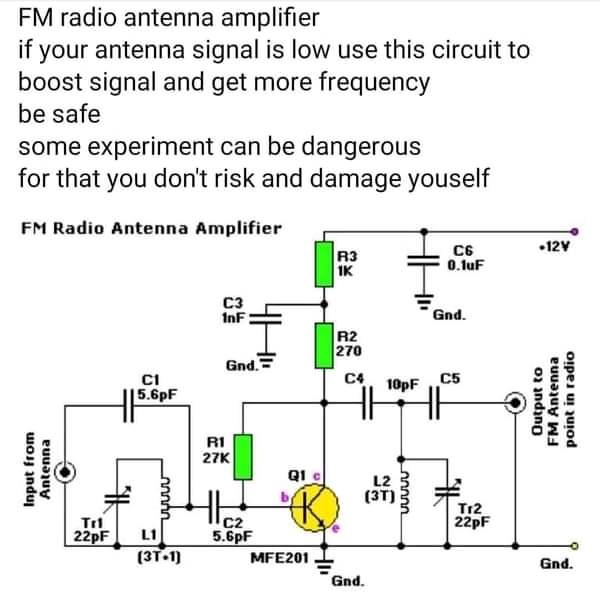 FM radio antenna amplifier
if your antenna signal is low use this circuit to
boost signal and get more frequency
be safe
some experiment can be dangerous
for that you don't risk and damage youself
FM Radio Antenna Amplifier
+12V
R3
1K
C6
0.1uF
C3
1nF
Gnd.
R2
270
Gnd.
C1
5.6pF
C4
10pF
C5
Output to
FM Antenna
point in radio
Input from
Antenna
R1
27K
Q1
c
b
e
L2
(3T)
Tr1
22pF
L1
(3T+1)
C2
5.6pF
Tr2
22pF
MFE201
Gnd.
Gnd.